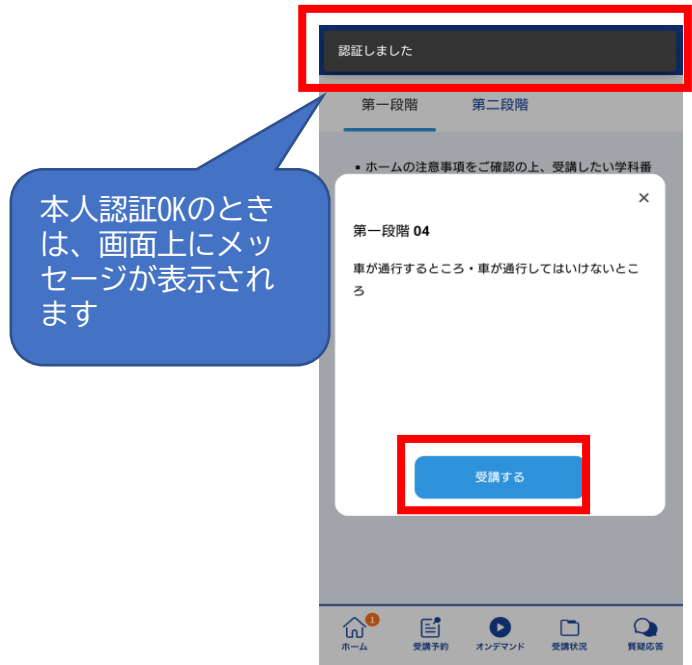 認証しました
第一段階 第二段階
▪ ホームの注意事項をご確認の上、受講したい学科番
本人認証OKのとき
は、画面上にメッ
セージが表示され
ます
×
第一段階 04
車が通行するところ・車が通行してはいけないとこ
ろ
受講する
1
ホーム 受講予約 オンデマンド 受講状況 質疑応答